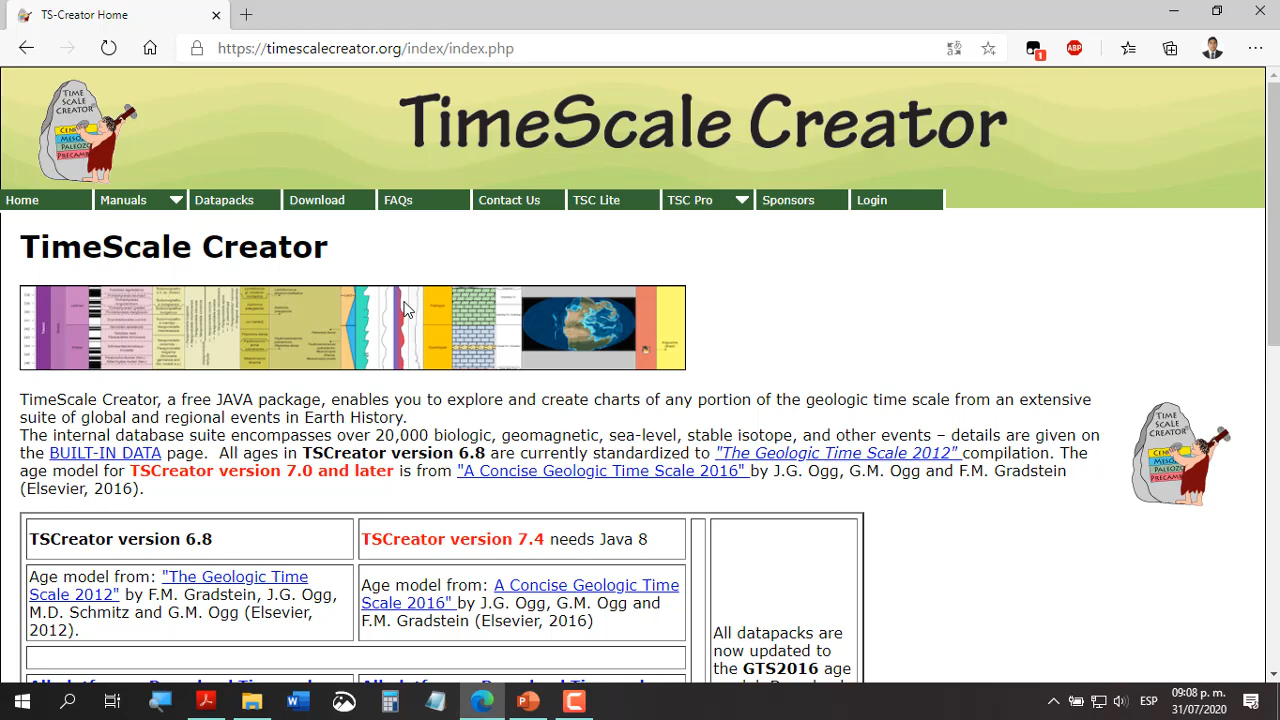 TS-Creator Home
https://timescalecreator.org/index/index.php
1
ABP
TIME
SCALE
CREATOR
TimeScale Creator
Home
Manuals
Datapacks
Download
FAQs
Contact Us
TSC Lite
TSC Pro
Sponsors
Login
TimeScale Creator
TimeScale Creator, a free JAVA package, enables you to explore and create charts of any portion of the geologic time scale from an extensive
suite of global and regional events in Earth History.
The internal database suite encompasses over 20,000 biologic, geomagnetic, sea-level, stable isotope, and other events – details are given on
the BUILT-IN DATA page. All ages in TSCreator version 6.8 are currently standardized to "The Geologic Time Scale 2012" compilation. The
age model for TSCreator version 7.0 and later is from "A Concise Geologic Time Scale 2016" by J.G. Ogg, G.M. Ogg and F.M. Gradstein
(Elsevier, 2016).
TIME
SCALE
CREATOR
TSCreator version 6.8
TSCreator version 7.4 needs Java 8
Age model from: "The Geologic Time
Scale 2012" by F.M. Gradstein, J.G. Ogg,
M.D. Schmitz and G.M. Ogg (Elsevier,
2012).
Age model from: A Concise Geologic Time
Scale 2016" by J.G. Ogg, G.M. Ogg and
F.M. Gradstein (Elsevier, 2016)
All datapacks are
now updated to
the GTS2016 age
ESP
09:08 p. m.
31/07/2020